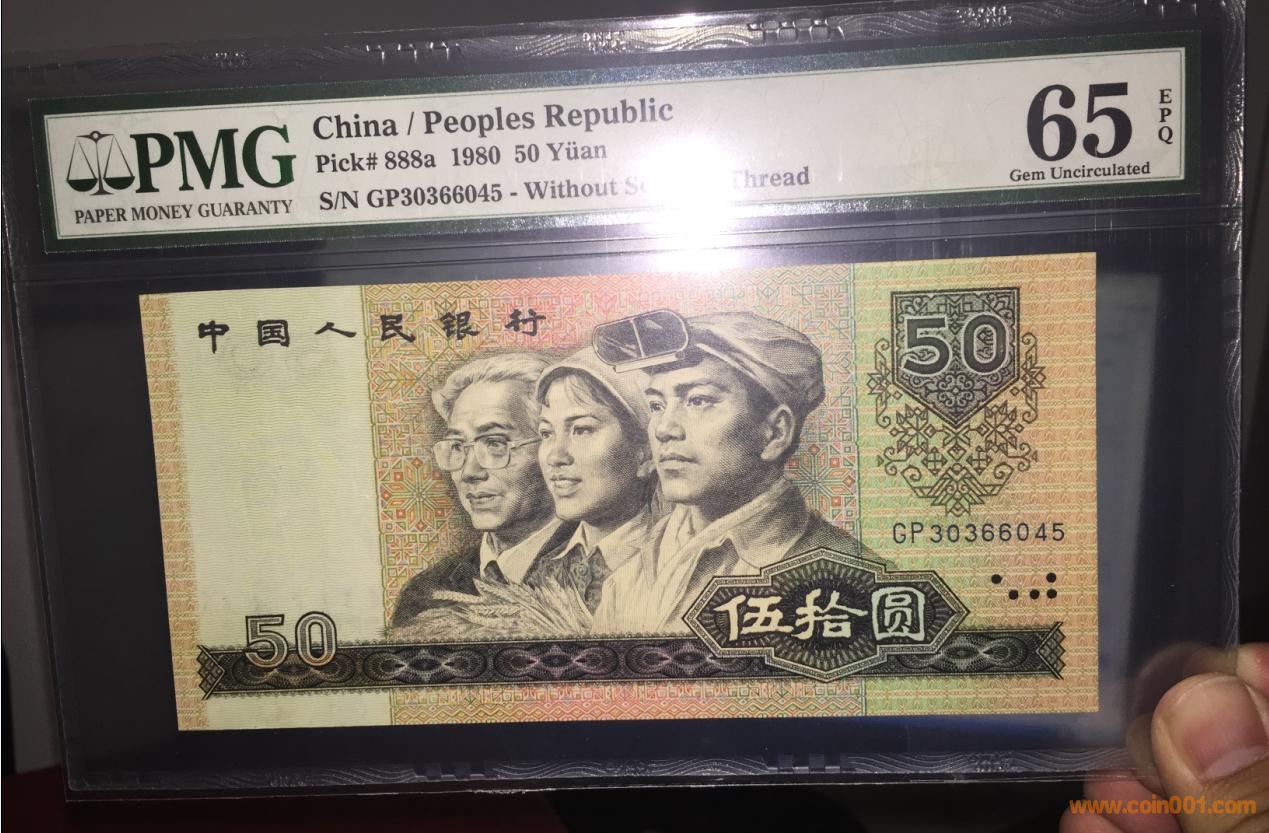 PMG
PAPER MONEY GUARANTY
China / Peoples Republic
Pick# 888a 1980 50 Yüan
S/N GP30366045 - Without Thread
65
EPQ
Gem Uncirculated
中国人民银行
50
GP30366045
50
伍拾圆
www.coin001.com